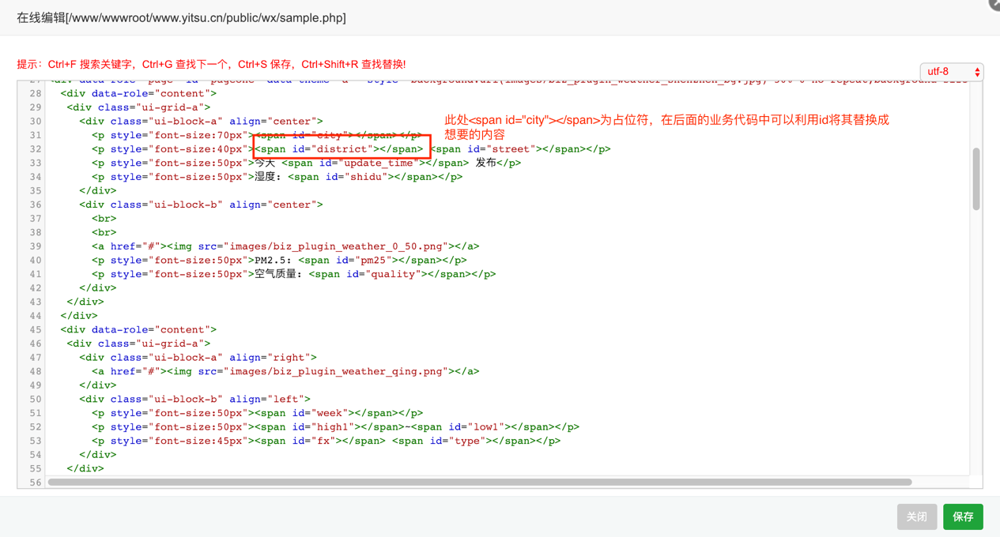 在线编辑[/www/wwwroot/www.yitsu.cn/public/wx/sample.php]
提示：Ctrl+F 搜索关键字，Ctrl+G 查找下一个，Ctrl+S 保存，Ctrl+Shift+R 查找替换!
utf-8
28 <div data-role="content">
29 <div class="ui-grid-a">
30 <div class="ui-block-a" align="center">
此处<span id="city"></span>为占位符，在后面的业务代码中可以利用id将其替换成
想要的内容
31 <p style="font-size:70px"><span id="city"></span></p>
32 <p style="font-size:40px"><span id="district"></span> <span id="street"></span></p>
33 <p style="font-size:50px">今天 <span id="update_time"></span> 发布</p>
34 <p style="font-size:50px">湿度：<span id="shidu"></span></p>
35 </div>
36 <div class="ui-block-b" align="center">
37 <br>
38 <br>
39 <a href="#"><img src="images/biz_plugin_weather_0_50.png"></a>
40 <p style="font-size:50px">PM2.5: <span id="pm25"></span></p>
41 <p style="font-size:50px">空气质量：<span id="quality"></span></p>
42 </div>
43 </div>
44 </div>
45 <div data-role="content">
46 <div class="ui-grid-a">
47 <div class="ui-block-a" align="right">
48 <a href="#"><img src="images/biz_plugin_weather_qing.png"></a>
49 </div>
50 <div class="ui-block-b" align="left">
51 <p style="font-size:50px"><span id="week"></span></p>
52 <p style="font-size:50px"><span id="high1"></span>~<span id="low1"></span></p>
53 <p style="font-size:45px"><span id="fx"></span> <span id="type"></span></p>
54 </div>
55 </div>
56
关闭
保存